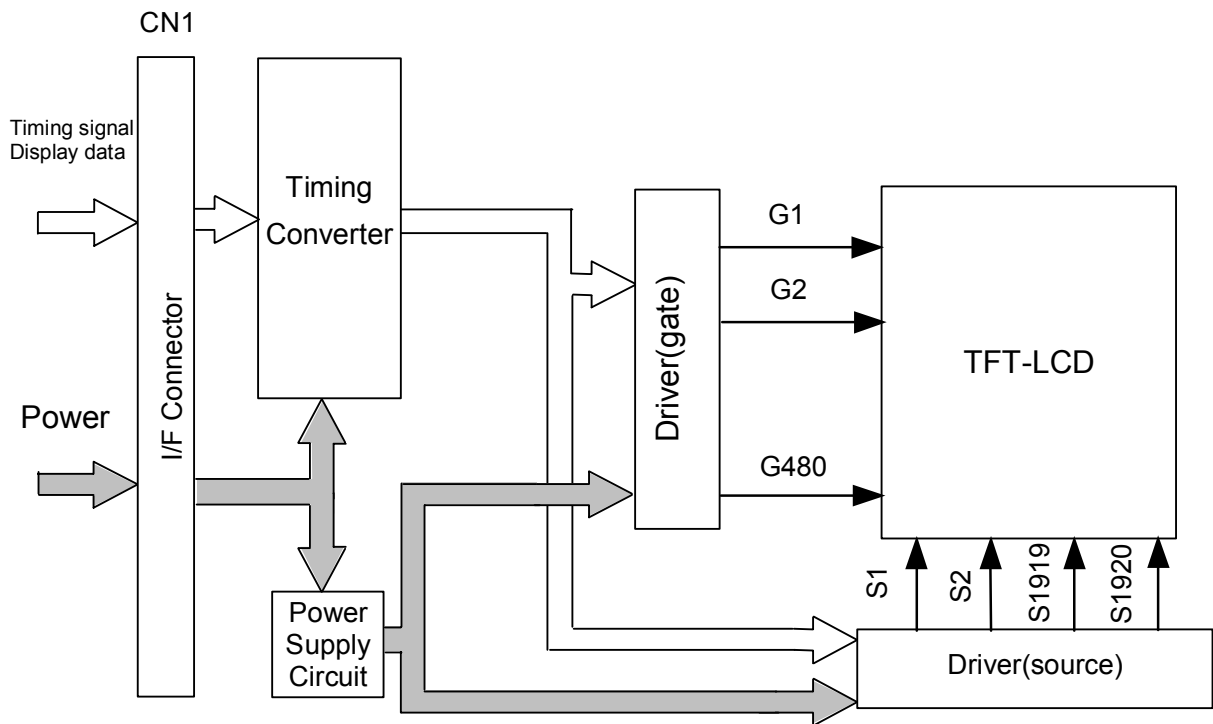 CN1
Timing signal
Display data
Power
I/F Connector
Timing
Converter
Power
Supply
Circuit
Driver(gate)
G1
G2
G480
TFT-LCD
S1
S2
S1919
S1920
Driver(source)